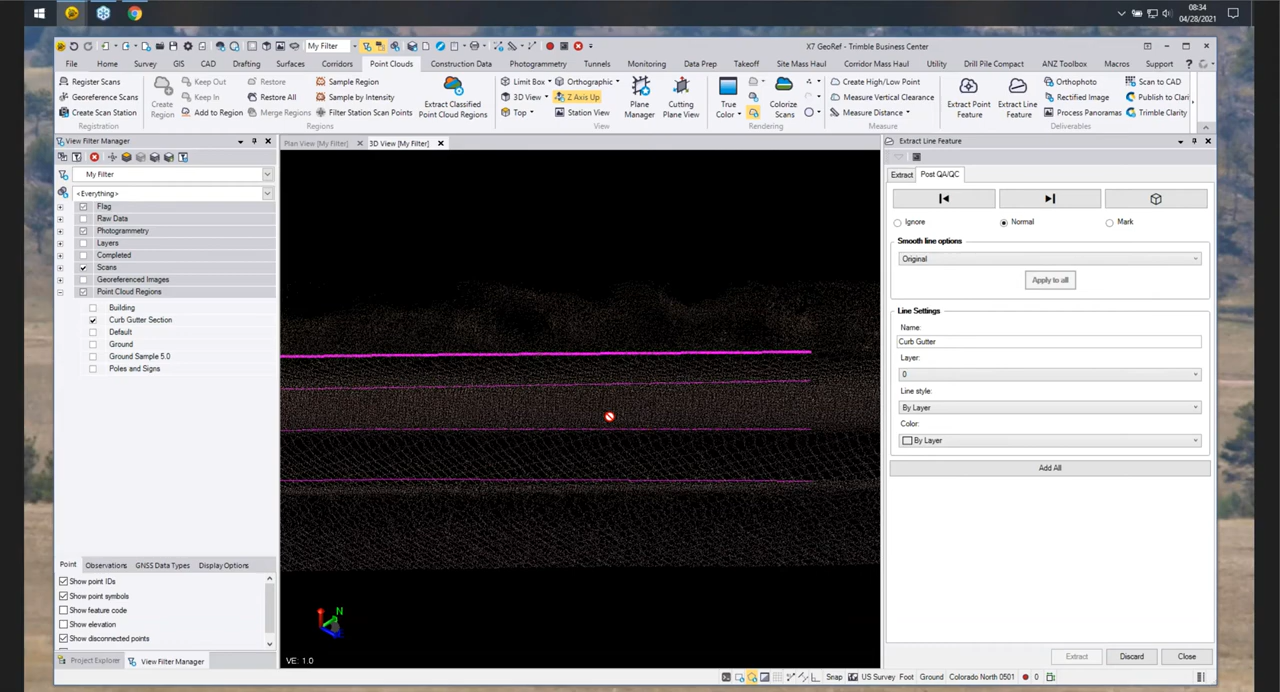 08:34
04/28/2021
My Filter
X7 GeoRef - Trimble Business Center
File Home Survey GIS CAD Drafting Surfaces Corridors Point Clouds Construction Data Photogrammetry Tunnels Monitoring Data Prep Takeoff Site Mass Haul Corridor Mass Haul Utility Drill Pile Compact ANZ Toolbox Macros Support
Register Scans
Georeference Scans
Create Scan Station
Registration
Create Region
Keep Out
Keep In
Add to Region
Restore
Restore All
Merge Regions
Sample Region
Sample by Intensity
Filter Station Scan Points
Regions
Extract Classified Point Cloud Regions
Limit Box
3D View
Top
Orthographic
Z Axis Up
Station View
Plane Manager
Cutting Plane View
View
True Color
Colorize Scans
Rendering
Create High/Low Point
Measure Vertical Clearance
Measure Distance
Measure
Extract Point Feature
Extract Line Feature
Orthophoto
Rectified Image
Process Panoramas
Scan to CAD
Publish to Clari
Trimble Clarity
Deliverables
View Filter Manager
My Filter
<Everything>
Flag
Raw Data
Photogrammetry
Layers
Completed
Scans
Georeferenced Images
Point Cloud Regions
Building
Curb Gutter Section
Default
Ground
Ground Sample 5.0
Poles and Signs
Point Observations GNSS Data Types Display Options
Show point IDs
Show point symbols
Show feature code
Show elevation
Show disconnected points
Project Explorer View Filter Manager
Plan View [My Filter] 3D View [My Filter]
N
VE: 1.0
Extract Line Feature
Extract Post QA/QC
Ignore Normal Mark
Smooth line options
Original
Apply to all
Line Settings
Name:
Curb Gutter
Layer:
0
Line style:
By Layer
Color:
By Layer
Add All
Extract Discard Close
Snap US Survey Foot Ground Colorado North 0501 0